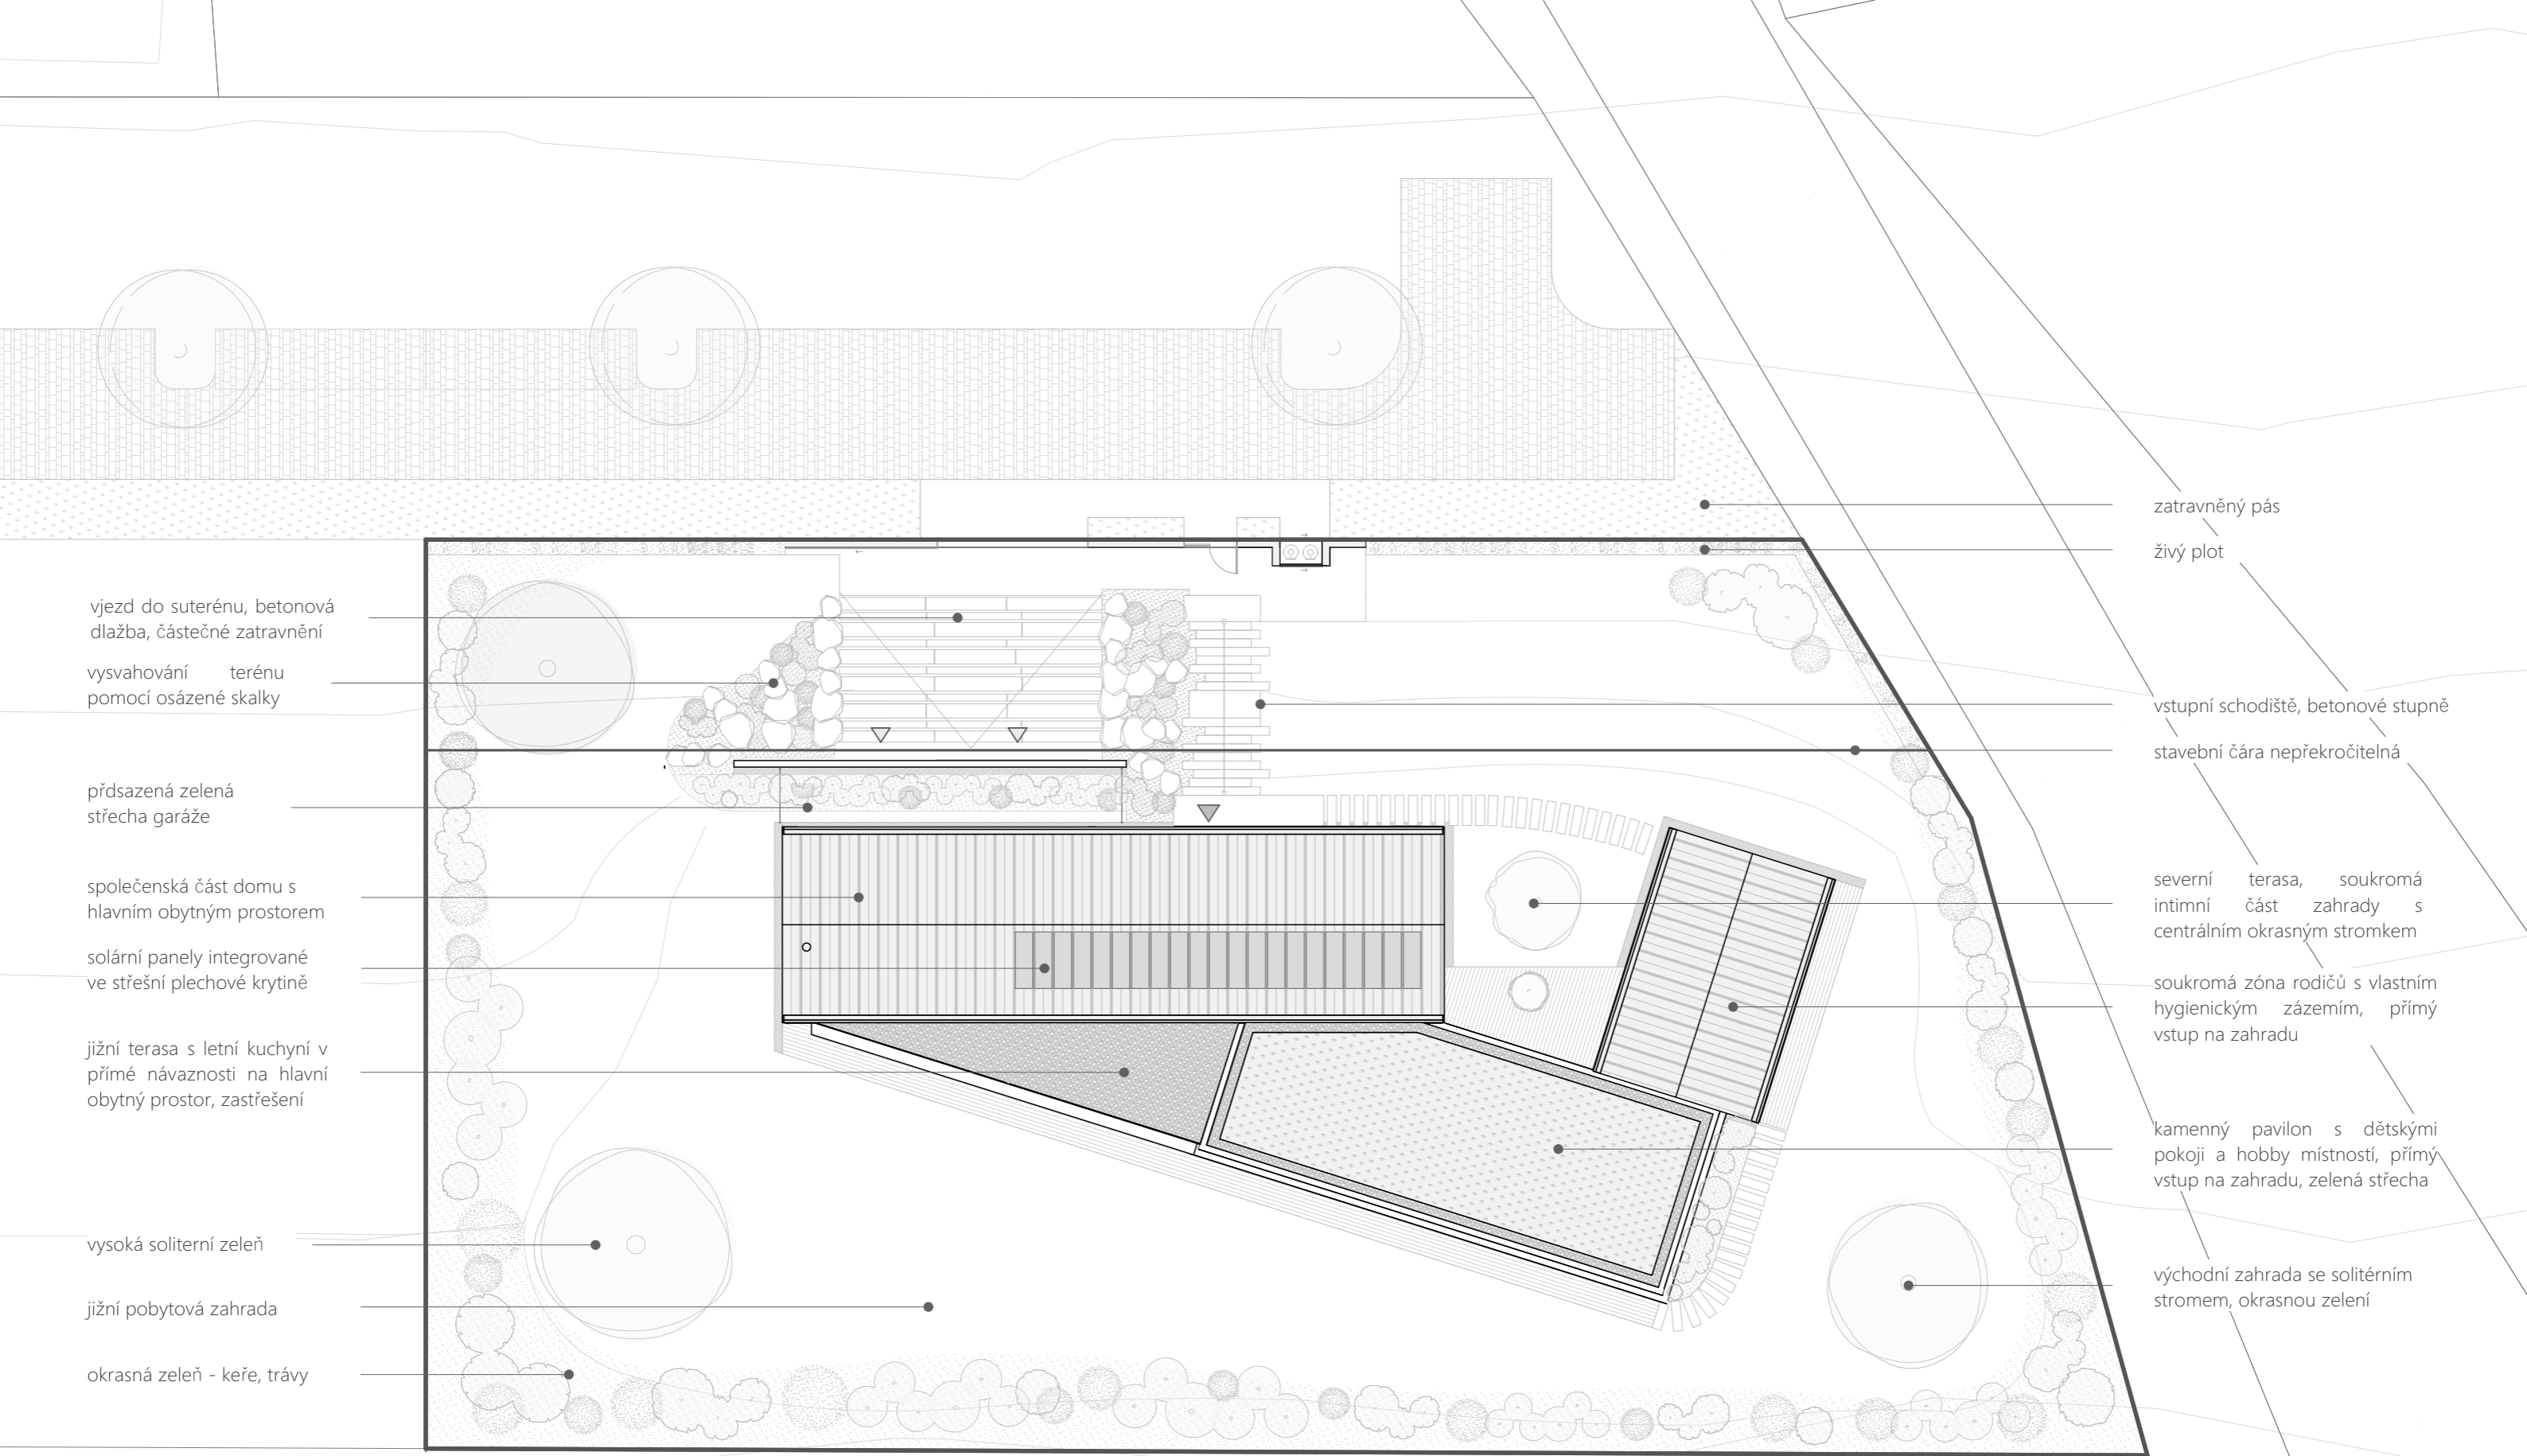 vjezd do suterénu, betonová
dlažba, částečné zatravnění
vysvahování terénu
pomocí osázené skalky
přdsazená zelená
střecha garáže
společenská část domu s
hlavním obytným prostorem
solární panely integrované
ve střešní plechové krytině
jižní terasa s letní kuchyní v
přímé návaznosti na hlavní
obytný prostor, zastřešení
vysoká soliterní zeleň
jižní pobytová zahrada
okrasná zeleň - keře, trávy
zatravněný pás
živý plot
vstupní schodiště, betonové stupně
stavební čára nepřekročitelná
severní terasa, soukromá
intimní část zahrady s
centrálním okrasným stromkem
soukromá zóna rodičů s vlastním
hygienickým zázemím, přímý
vstup na zahradu
kamenný pavilon s dětskými
pokoji a hobby místností, přímý
vstup na zahradu, zelená střecha
východní zahrada se solitérním
stromem, okrasnou zelení